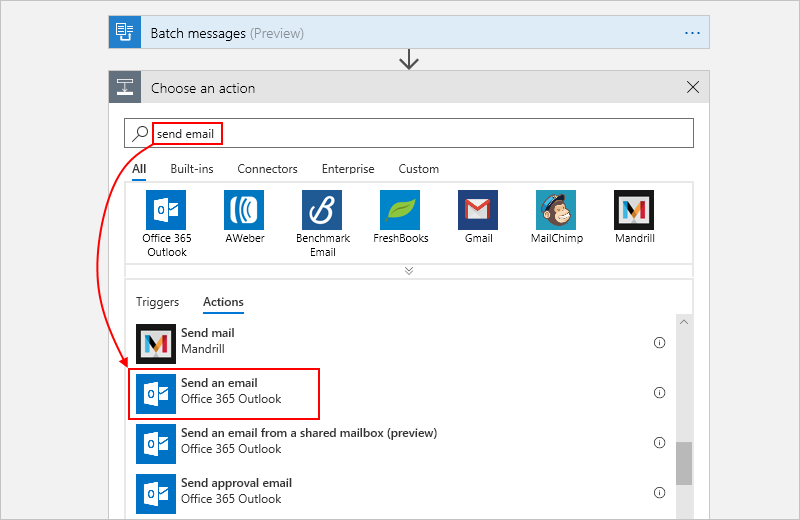 Batch messages (Preview)
Choose an action
send email
All Built-ins Connectors Enterprise Custom
Office 365 Outlook
AWeber
Benchmark Email
FreshBooks
Gmail
MailChimp
Mandrill
Triggers Actions
Send mail
Mandrill
Send an email
Office 365 Outlook
Send an email from a shared mailbox (preview)
Office 365 Outlook
Send approval email
Office 365 Outlook